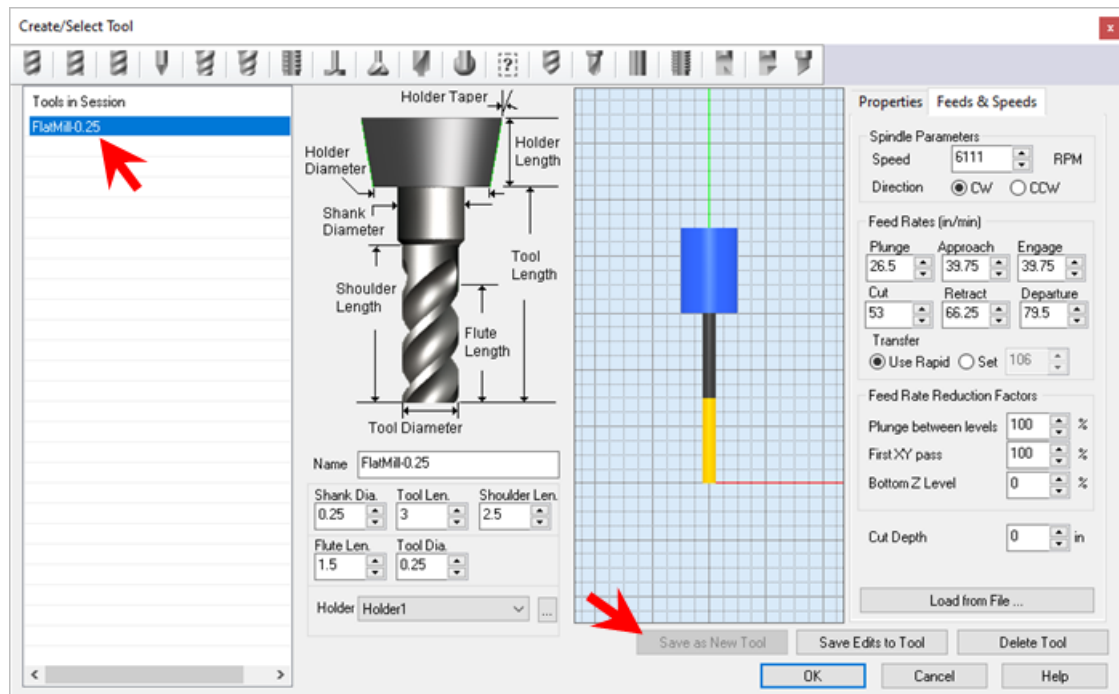 Create/Select Tool
x
?
Tools in Session
FlatMill-0.25
Holder Taper
Holder
Length
Holder
Diameter
Shank
Diameter
Tool
Length
Shoulder
Length
Flute
Length
Tool Diameter
Name FlatMill-0.25
Shank Dia. Tool Len. Shoulder Len.
0.25 3 2.5
Flute Len. Tool Dia.
1.5 0.25
Holder Holder1 ...
Properties Feeds & Speeds
Spindle Parameters
Speed 6111 RPM
Direction CW CCW
Feed Rates (in/min)
Plunge Approach Engage
26.5 39.75 39.75
Cut Retract Departure
53 66.25 79.5
Transfer
Use Rapid Set 106
Feed Rate Reduction Factors
Plunge between levels 100 %
First XY pass 100 %
Bottom Z Level 0 %
Cut Depth 0 in
Load from File ...
Save as New Tool Save Edits to Tool Delete Tool
OK Cancel Help